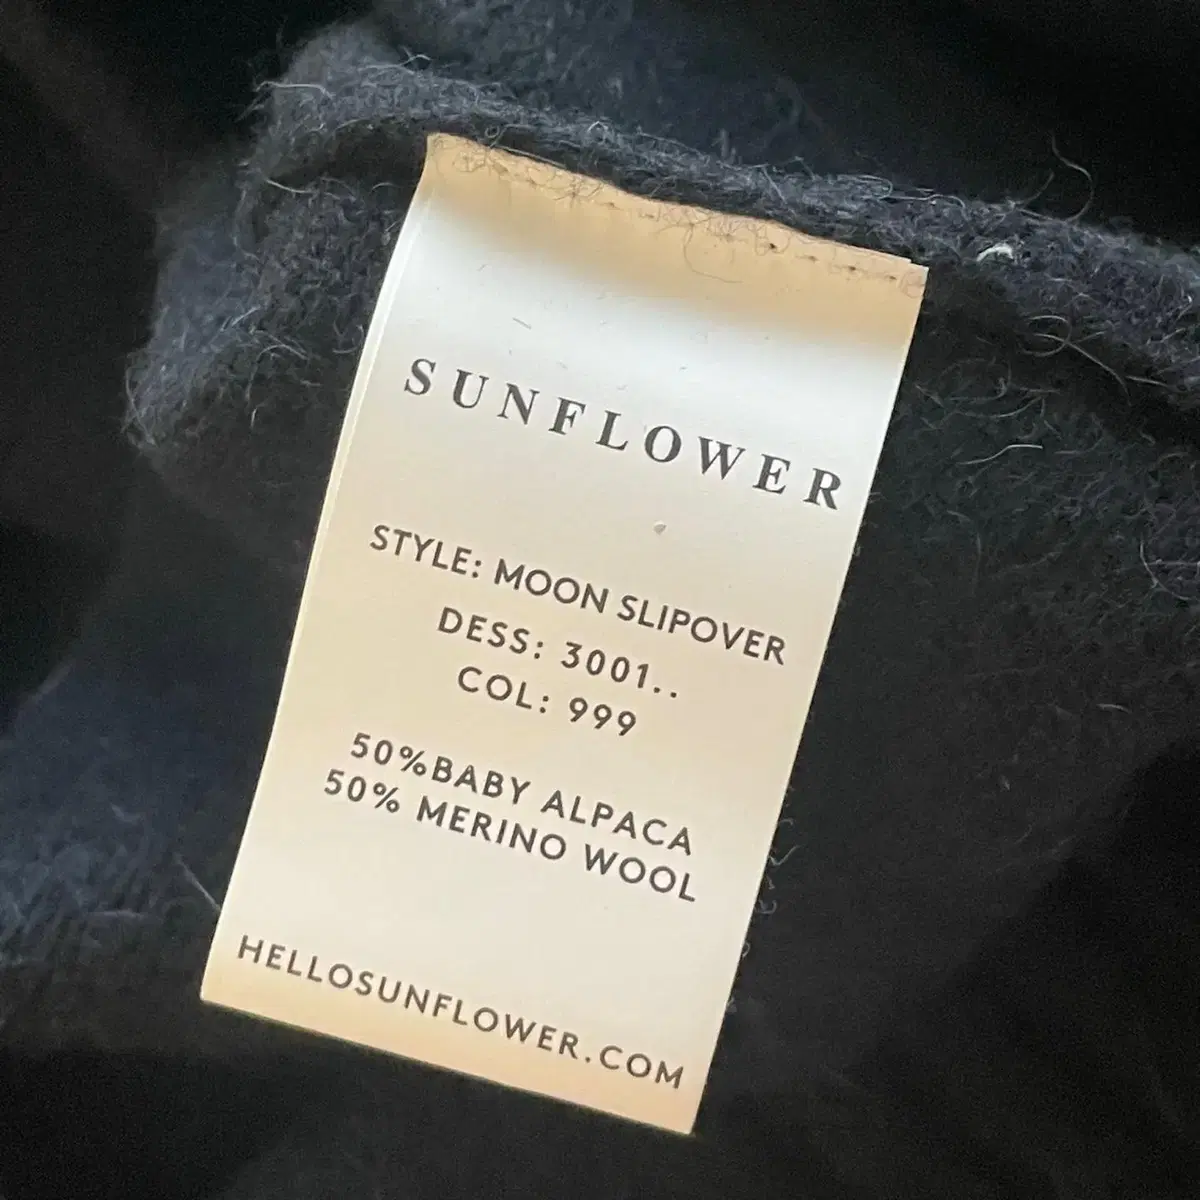 SUNFLOWER
STYLE: MOON SLIPOVER
DESS: 3001..
COL: 999
50%BABY ALPACA
50% MERINO WOOL
HELLOSUNFLOWER.COM